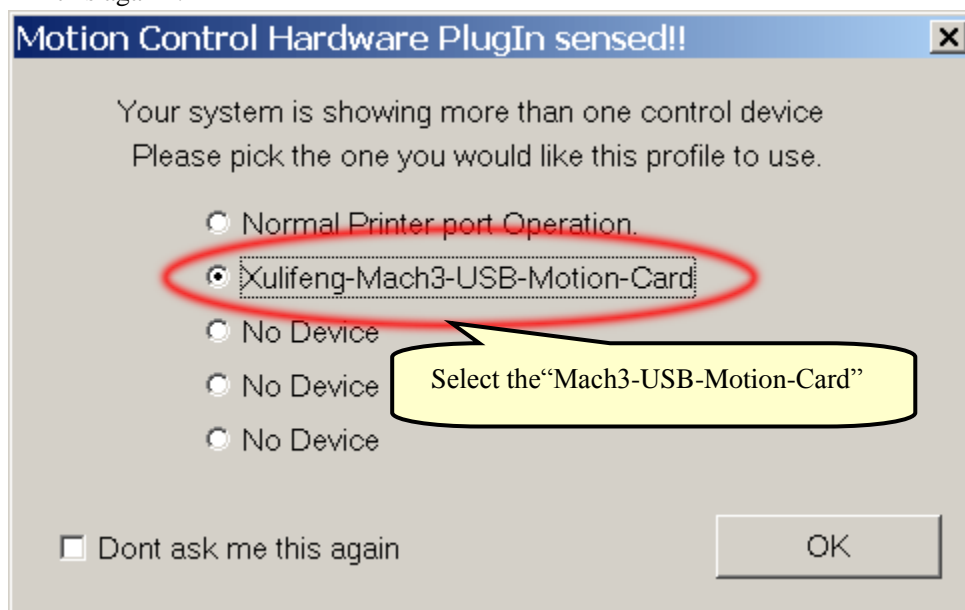 Motion Control Hardware PlugIn sensed!!
Your system is showing more than one control device
Please pick the one you would like this profile to use.
Normal Printer port Operation.
Xulifeng-Mach3-USB-Motion-Card
No Device
Select the“Mach3-USB-Motion-Card”
No Device
No Device
Dont ask me this again
OK